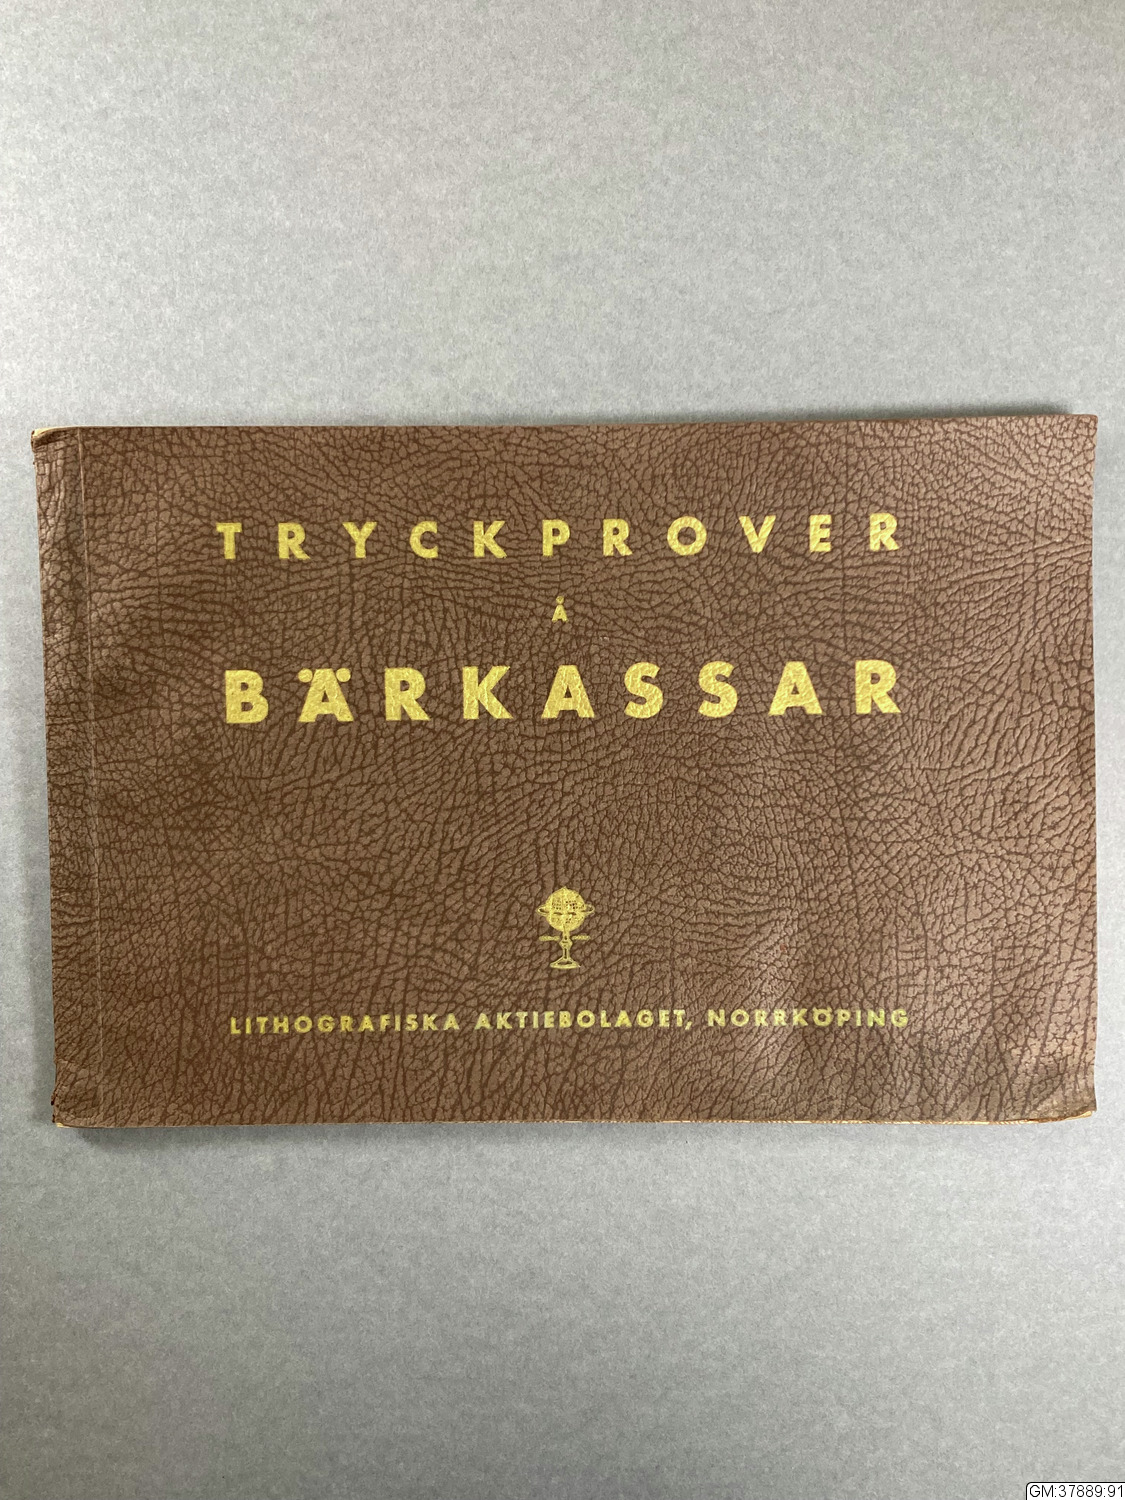 TRYCKPROVER
Å
BÄRKASSAR
LITHOGRAFISKA AKTIEBOLAGET, NORRKÖPING
GM:37889:91